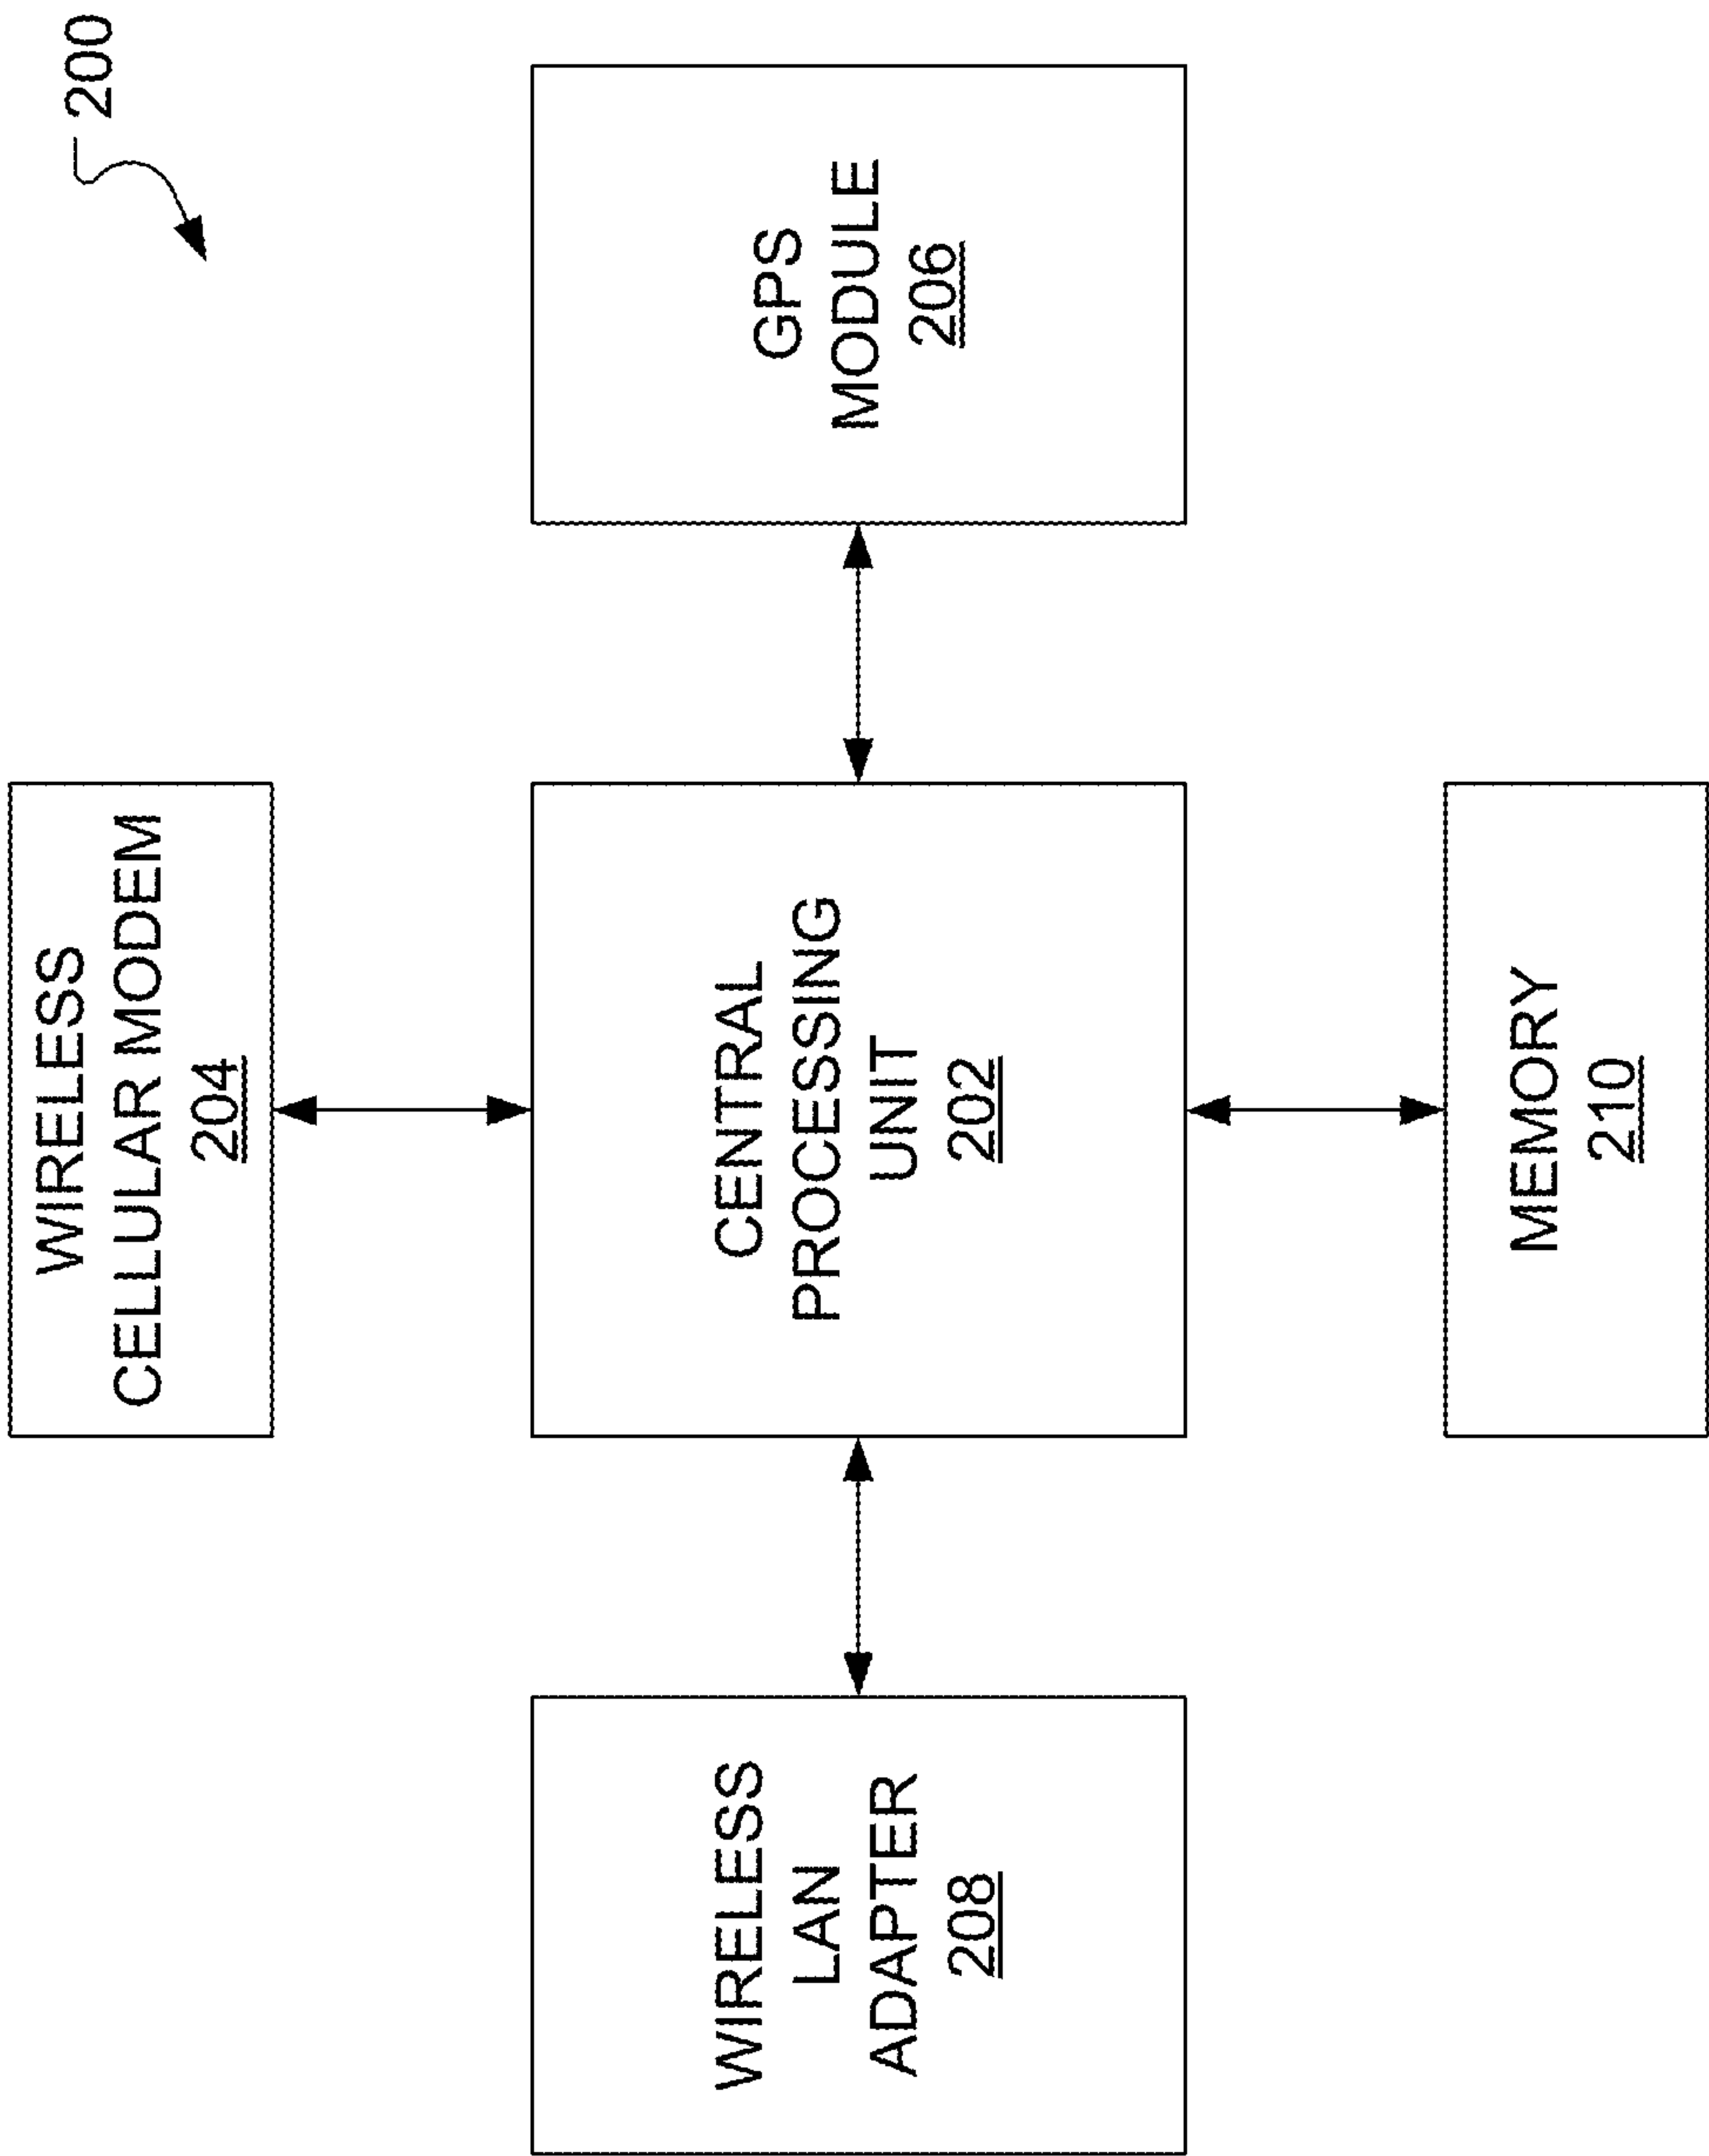 200
WIRELESS
CELLULAR MODEM
204
WIRELESS
LAN
ADAPTER
208
CENTRAL
PROCESSING
UNIT
202
GPS
MODULE
206
MEMORY
210